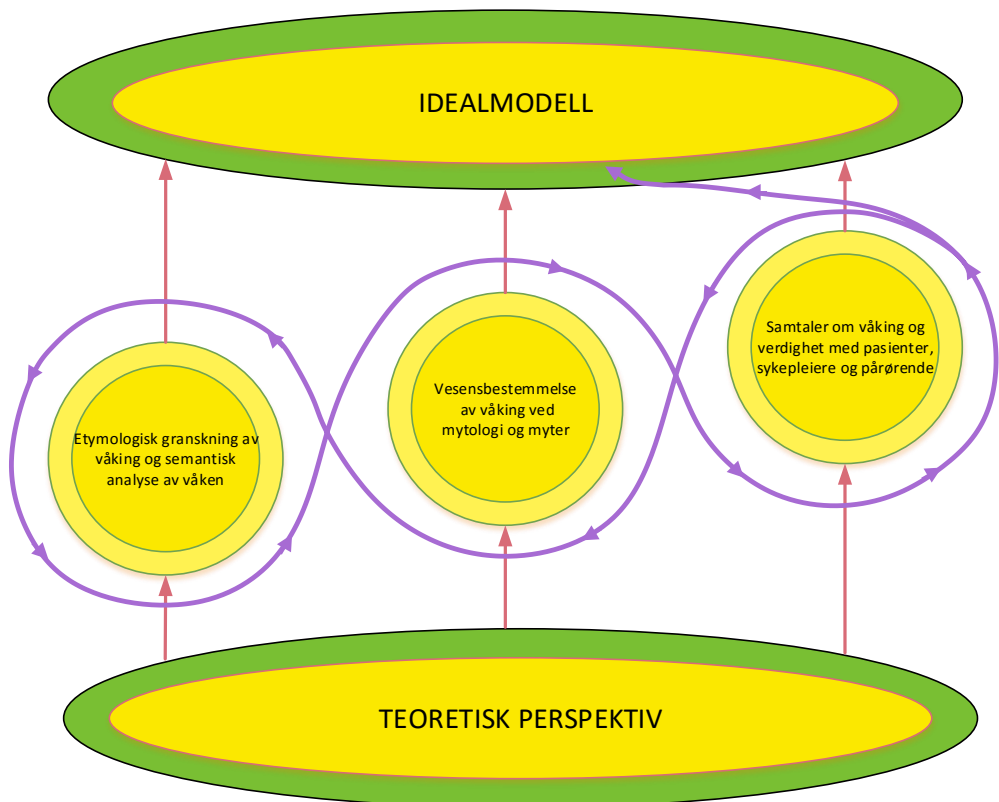 IDEALMODELL
Samtaler om våking og
verdighet med pasienter,
sykepleiere og pårørende
Vesensbestemmelse
av våking ved
mytologi og myter
Etymologisk granskning av
våking og semantisk
analyse av våken
TEORETISK PERSPEKTIV